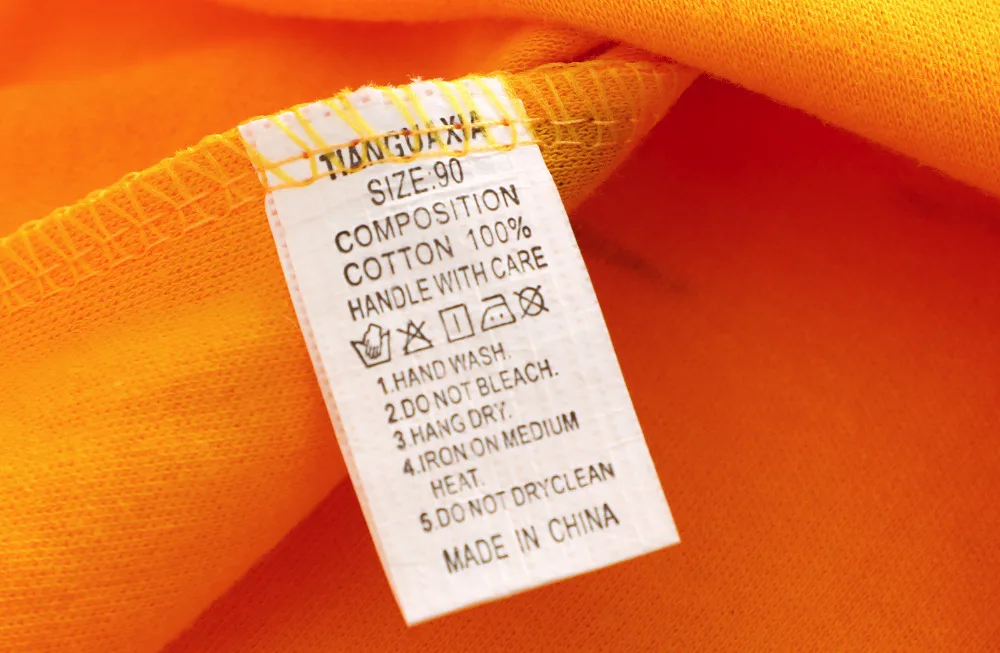 TIANGUAXIA
SIZE:90
COMPOSITION
COTTON 100%
HANDLE WITH CARE
1.HAND WASH.
2.DO NOT BLEACH.
3 HANG DRY.
4.IRON ON MEDIUM
HEAT.
5.DO NOT DRYCLEAN
MADE IN CHINA